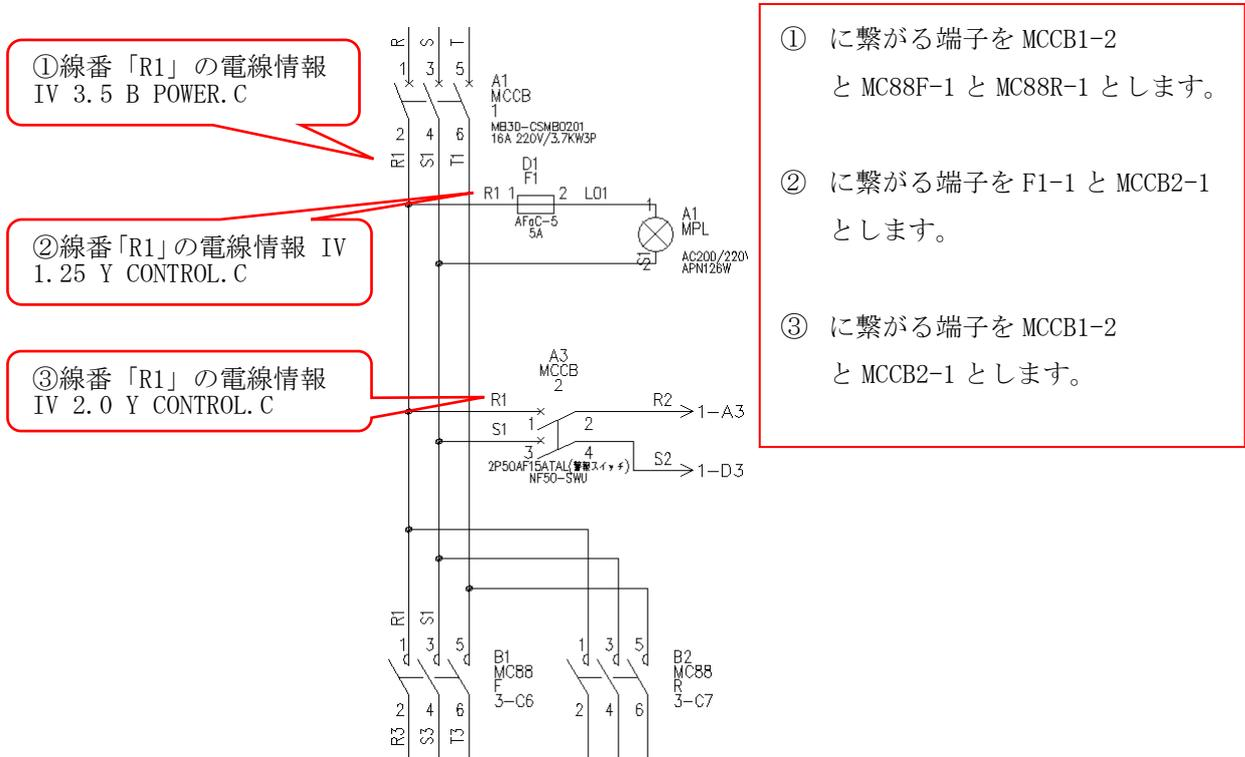 ①線番「R1」の電線情報
IV 3.5 B POWER.C
②線番「R1」の電線情報 IV
1.25 Y CONTROL.C
③線番「R1」の電線情報
IV 2.0 Y CONTROL.C
R S T
1 3 5
A1
MCCB
1
MB3D-CSMB0201
16A 220V/3.7KW3P
2 4 6
R1 S1 T1
D1
F1
R1 1 2 L01
AFaC-5
5A
1
A1
MPL
AC200/220V
APN126W
S1
2
A3
MCCB
2
R1 R2
1 2 1-A3
S1
3 4 S2
1-D3
2P50AF15ATAL(警報スイッチ)
NF50-SWU
R1 S1
1 3 5
B1
MC88
F
3-C6
2 4 6
R3 S3 T3
1 3 5
B2
MC88
R
3-C7
2 4 6
① に繋がる端子を MCCB1-2
と MC88F-1 と MC88R-1 とします。
② に繋がる端子を F1-1 と MCCB2-1
とします。
③ に繋がる端子を MCCB1-2
と MCCB2-1 とします。